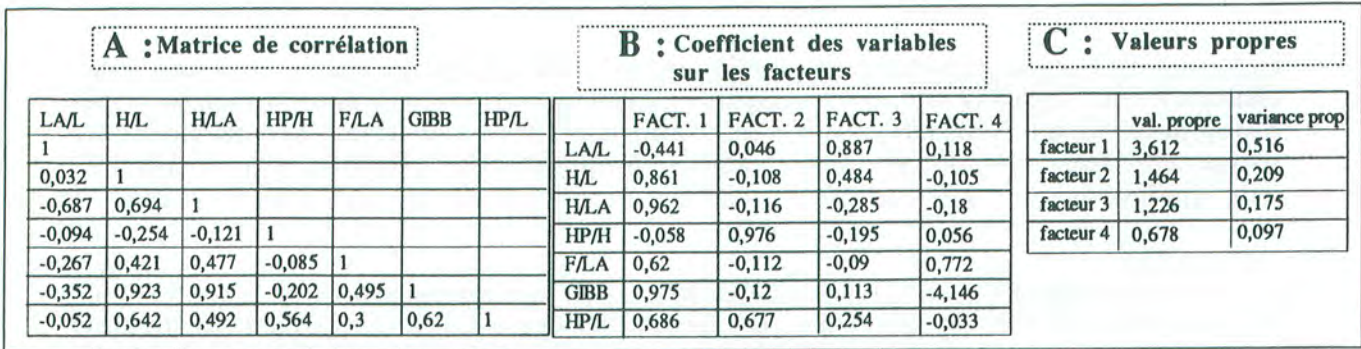 A : Matrice de corrélation
LA/L H/L H/LA HP/H F/LA GIBB HP/L
1
0,032 1
-0,687 0,694 1
-0,094 -0,254 -0,121 1
-0,267 0,421 0,477 -0,085 1
-0,352 0,923 0,915 -0,202 0,495 1
-0,052 0,642 0,492 0,564 0,3 0,62 1
B : Coefficient des variables
sur les facteurs
FACT. 1 FACT. 2 FACT. 3 FACT. 4
LA/L -0,441 0,046 0,887 0,118
H/L 0,861 -0,108 0,484 -0,105
H/LA 0,962 -0,116 -0,285 -0,18
HP/H -0,058 0,976 -0,195 0,056
F/LA 0,62 -0,112 -0,09 0,772
GIBB 0,975 -0,12 0,113 -4,146
HP/L 0,686 0,677 0,254 -0,033
C : Valeurs propres
val. propre variance prop
facteur 1 3,612 0,516
facteur 2 1,464 0,209
facteur 3 1,226 0,175
facteur 4 0,678 0,097